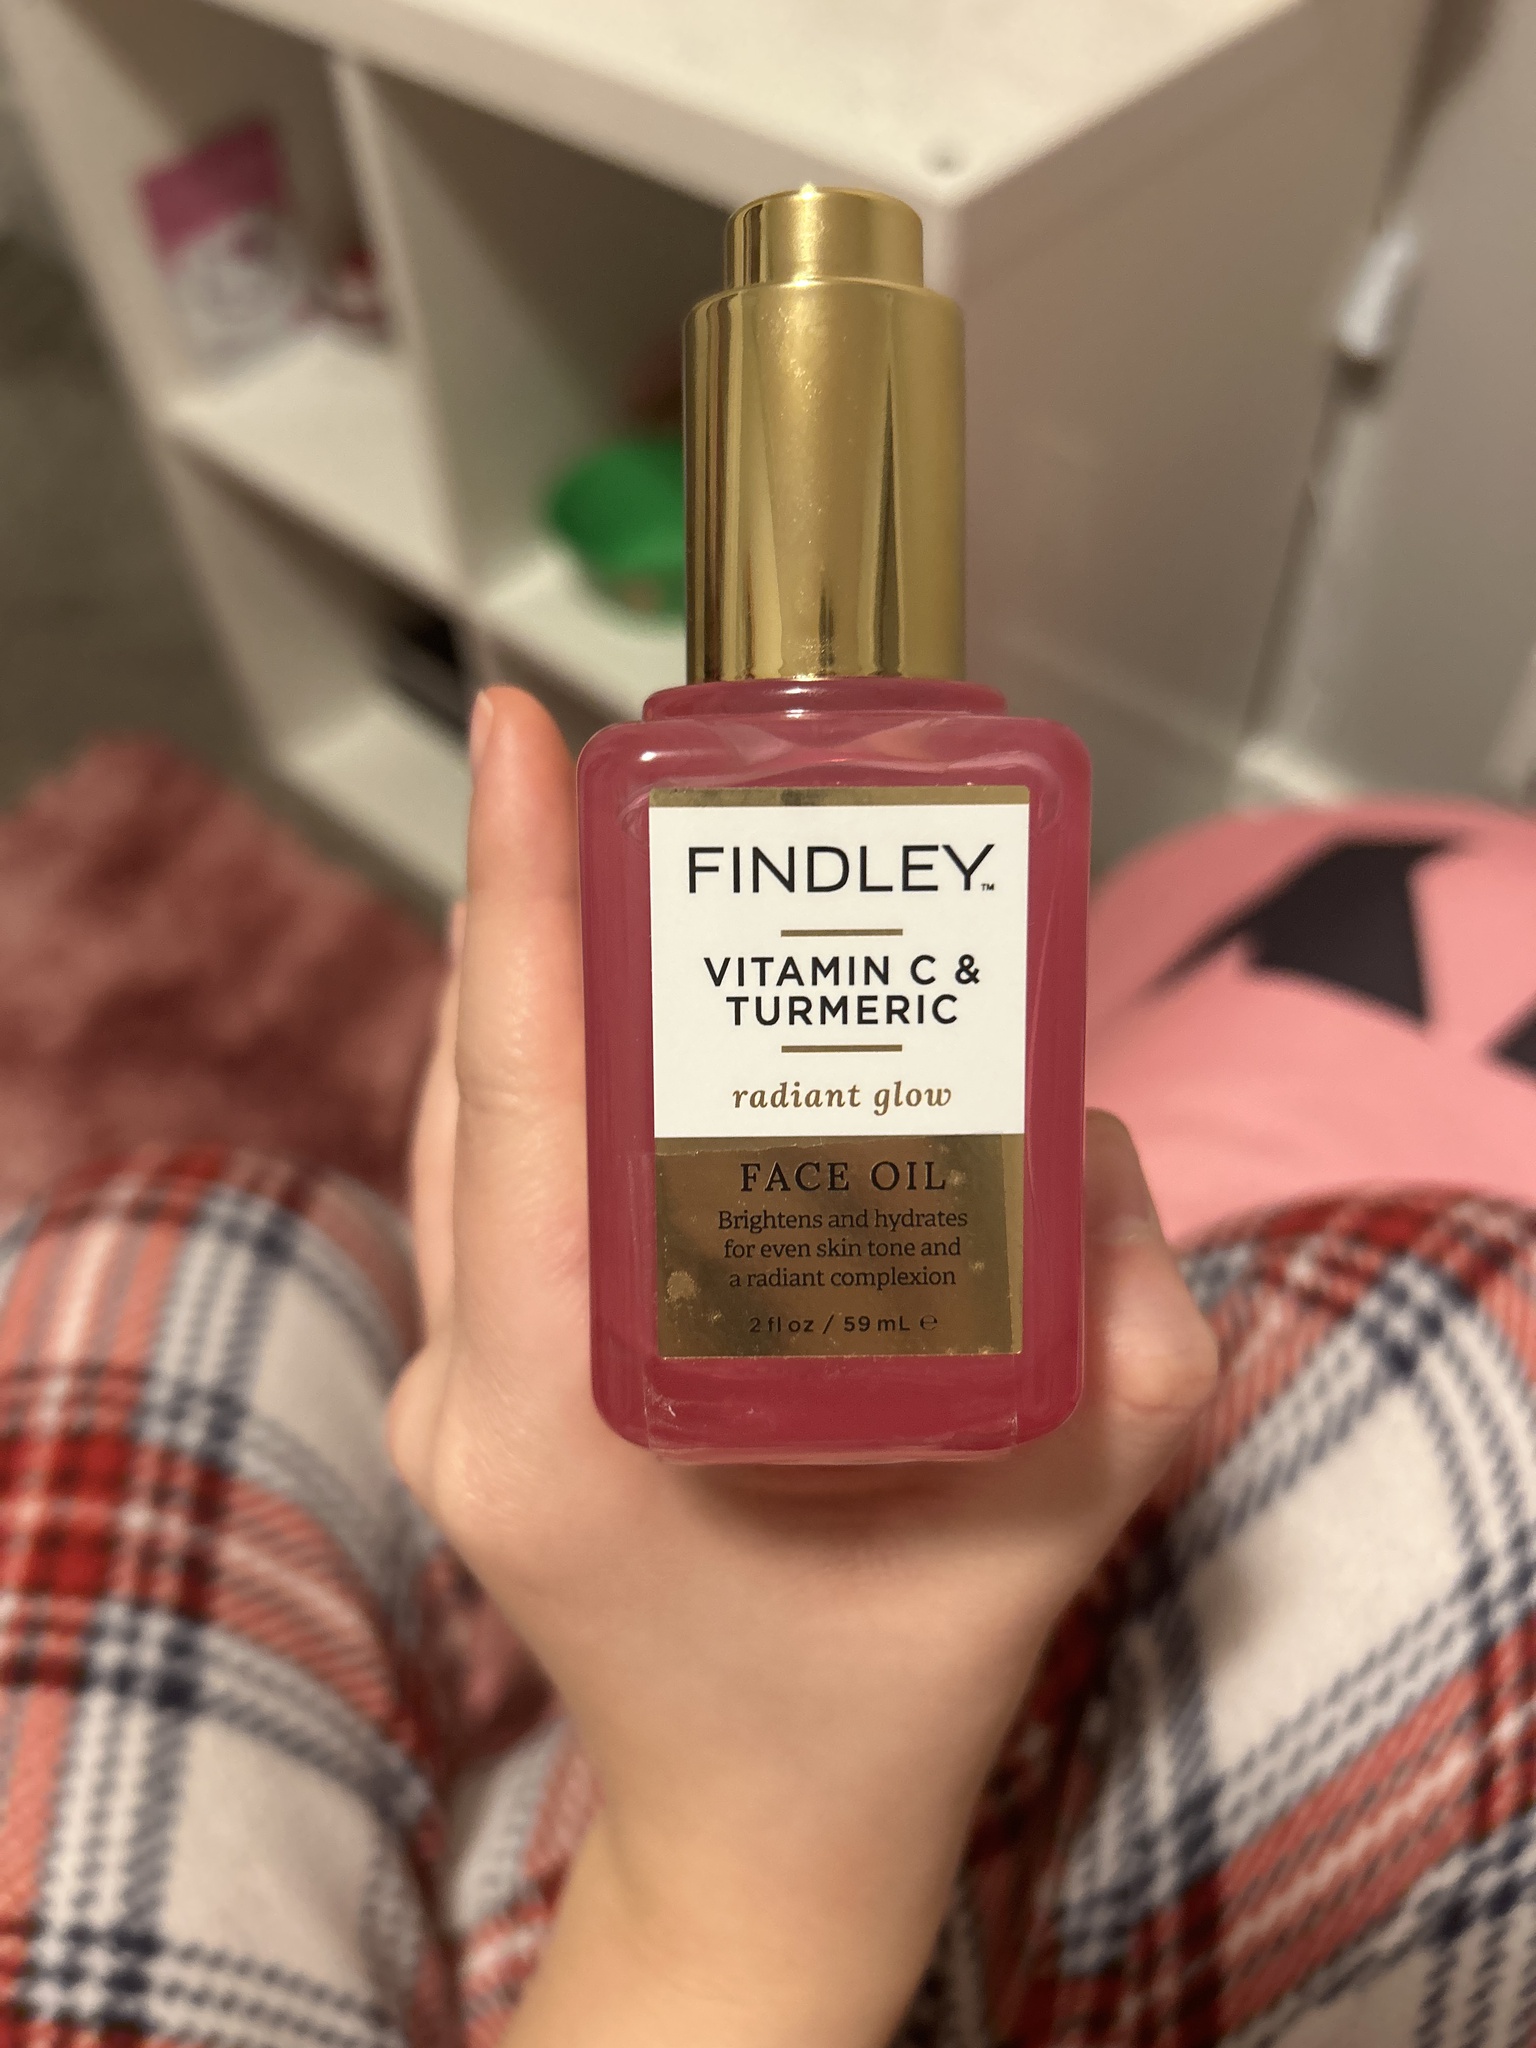 FINDLEY™
VITAMIN C &
TURMERIC
radiant glow
FACE OIL
Brightens and hydrates
for even skin tone and
a radiant complexion
2 fl oz / 59 mL ℮